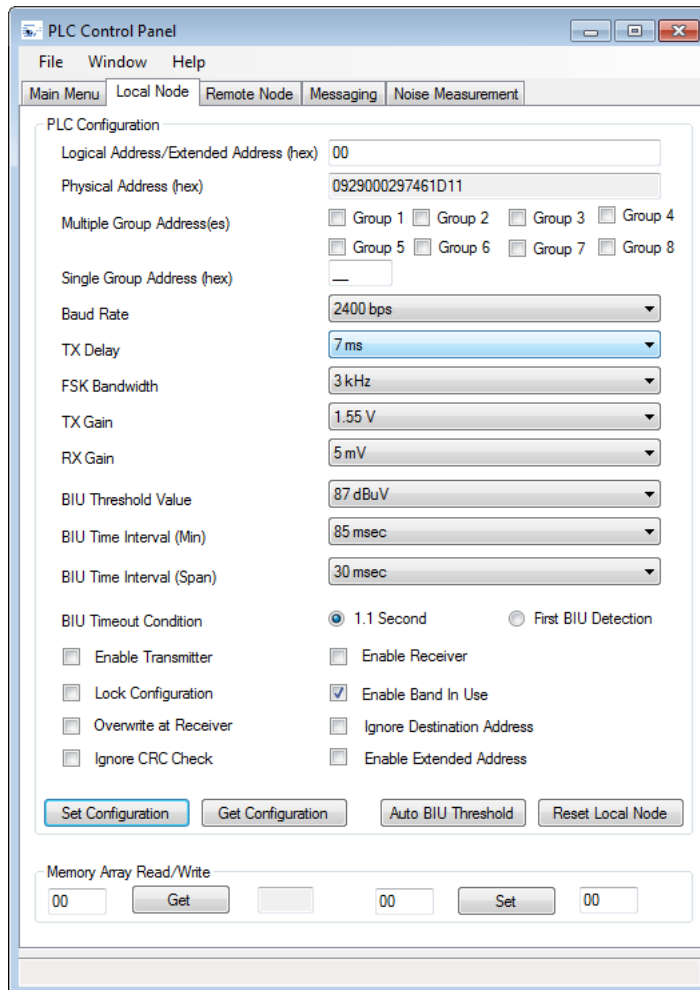 PLC Control Panel
File Window Help
Main Menu Local Node Remote Node Messaging Noise Measurement
PLC Configuration
Logical Address/Extended Address (hex) 00
Physical Address (hex) 0929000297461D11
Multiple Group Address(es) Group 1 Group 2 Group 3 Group 4
Group 5 Group 6 Group 7 Group 8
Single Group Address (hex) __
Baud Rate 2400 bps
TX Delay 7 ms
FSK Bandwidth 3 kHz
TX Gain 1.55 V
RX Gain 5 mV
BIU Threshold Value 87 dBuV
BIU Time Interval (Min) 85 msec
BIU Time Interval (Span) 30 msec
BIU Timeout Condition 1.1 Second First BIU Detection
Enable Transmitter Enable Receiver
Lock Configuration Enable Band In Use
Overwrite at Receiver Ignore Destination Address
Ignore CRC Check Enable Extended Address
Set Configuration Get Configuration Auto BIU Threshold Reset Local Node
Memory Array Read/Write
00 Get 00 Set 00